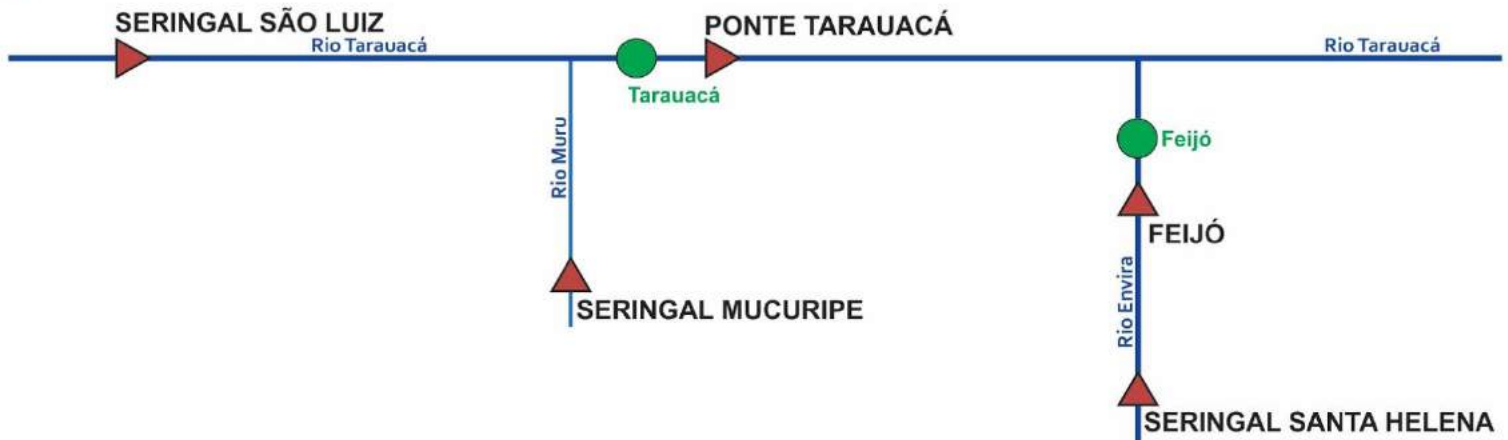 SERINGAL SÃO LUIZ
PONTE TARAUACÁ
Rio Tarauacá
Rio Tarauacá
Tarauacá
Rio Muru
Feijó
FEIJÓ
Rio Envira
SERINGAL MUCURIPE
SERINGAL SANTA HELENA